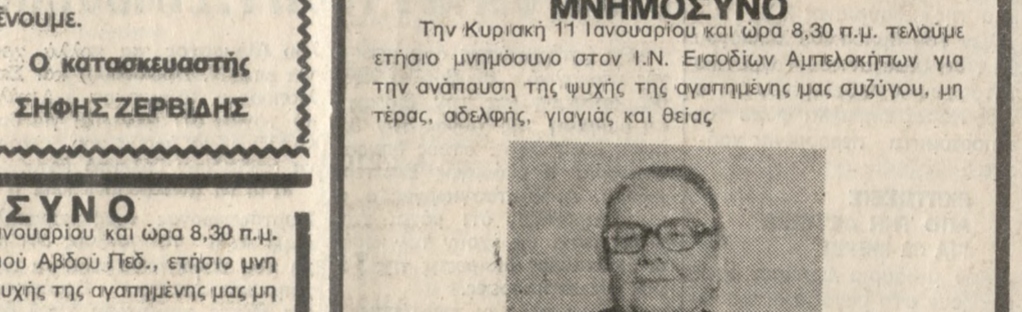 ένουμε.
Ο κατασκευαστής
ΣΗΦΗΣ ΖΕΡΒΙΔΗΣ
ΣΥΝΟ
ιανουαρίου και ώρα 8,30 π.μ.
μού Αβδού Πεδ., ετήσιο μνη
υχής της αγαπημένης μας μη
ΜΝΗΜΟΣΥΝΟ
Την Κυριακή 11 Ιανουαρίου και ώρα 8,30 π.μ. τελούμε
ετήσιο μνημόσυνο στον Ι.Ν. Εισοδίων Αμπελοκήπων για
την ανάπαυση της ψυχής της αγαπημένης μας συζύγου, μη
τέρας, αδελφής, γιαγιάς και θείας